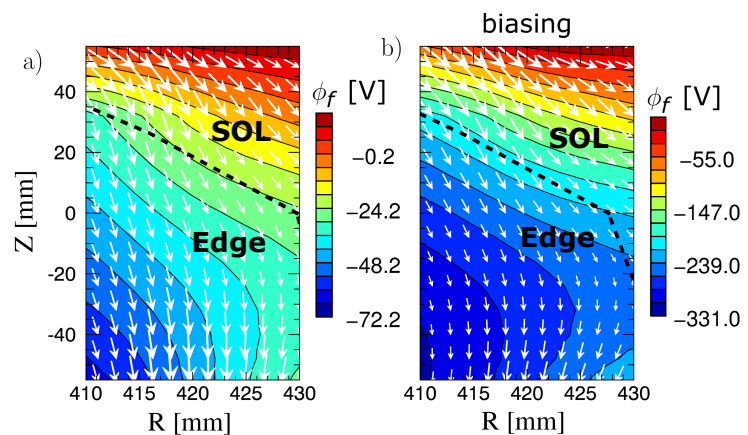 biasing
a)
b)
ϕ_f [V]
ϕ_f [V]
40
20
0
-20
-40
Z [mm]
SOL
Edge
SOL
Edge
−0.2
−24.2
−48.2
−72.2
−55.0
−147.0
−239.0
−331.0
410 415 420 425 430
410 415 420 425 430
R [mm]
R [mm]